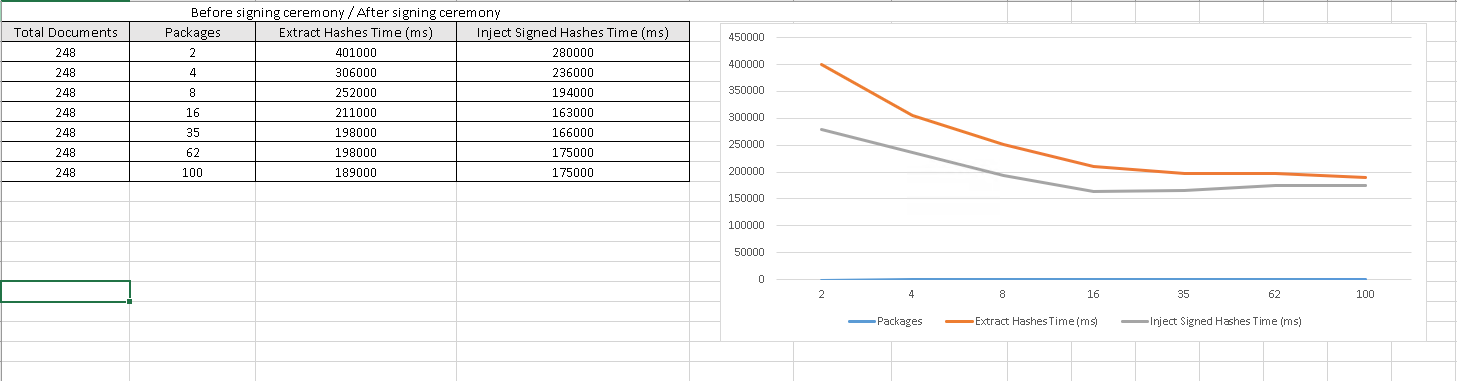 Before signing ceremony / After signing ceremony
Total Documents Packages Extract Hashes Time (ms) Inject Signed Hashes Time (ms)
248 2 401000 280000
248 4 306000 236000
248 8 252000 194000
248 16 211000 163000
248 35 198000 166000
248 62 198000 175000
248 100 189000 175000
450000
400000
350000
300000
250000
200000
150000
100000
50000
0
2 4 8 16 35 62 100
Packages Extract Hashes Time (ms) Inject Signed Hashes Time (ms)